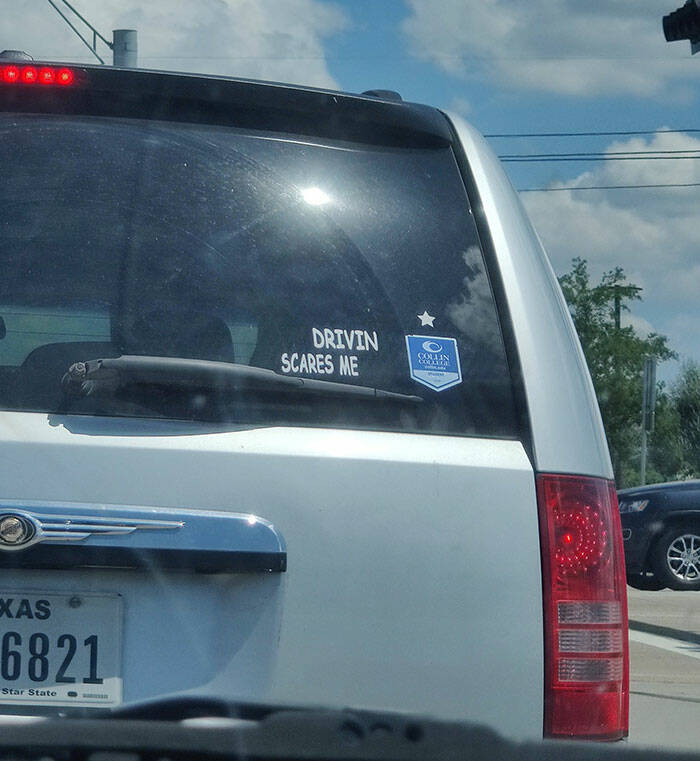 DRIVIN
SCARES ME
COLLIN
COLLEGE
XAS
6821
Star State